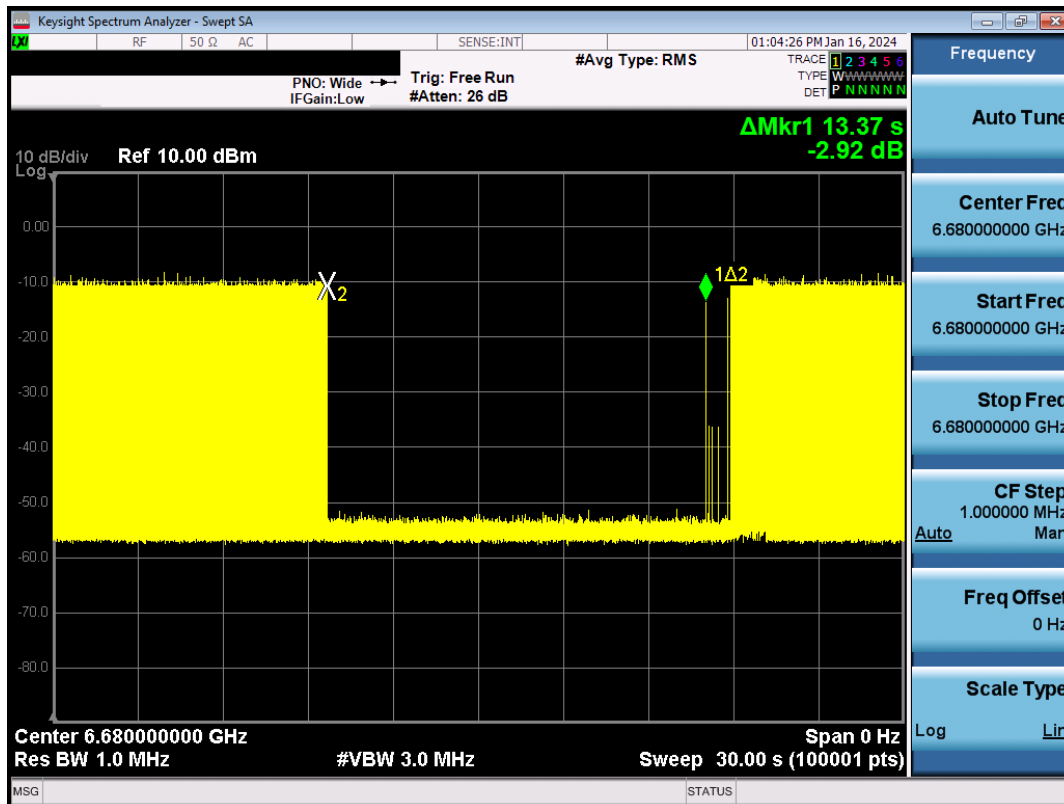 Keysight Spectrum Analyzer - Swept SA
LXI RF 50 Ω AC SENSE:INT 01:04:26 PM Jan 16, 2024
#Avg Type: RMS TRACE 1 2 3 4 5 6
PNO: Wide Trig: Free Run TYPE W
IFGain:Low #Atten: 26 dB DET P N N N N N
ΔMkr1 13.37 s
-2.92 dB
10 dB/div Ref 10.00 dBm
Log
0.00
-10.0
-20.0
-30.0
-40.0
-50.0
-60.0
-70.0
-80.0
X2
1Δ2
Center 6.680000000 GHz Span 0 Hz
Res BW 1.0 MHz #VBW 3.0 MHz Sweep 30.00 s (100001 pts)
MSG STATUS
Frequency
Auto Tune
Center Freq
6.680000000 GHz
Start Freq
6.680000000 GHz
Stop Freq
6.680000000 GHz
CF Step
1.000000 MHz
Auto Man
Freq Offset
0 Hz
Scale Type
Log Lin